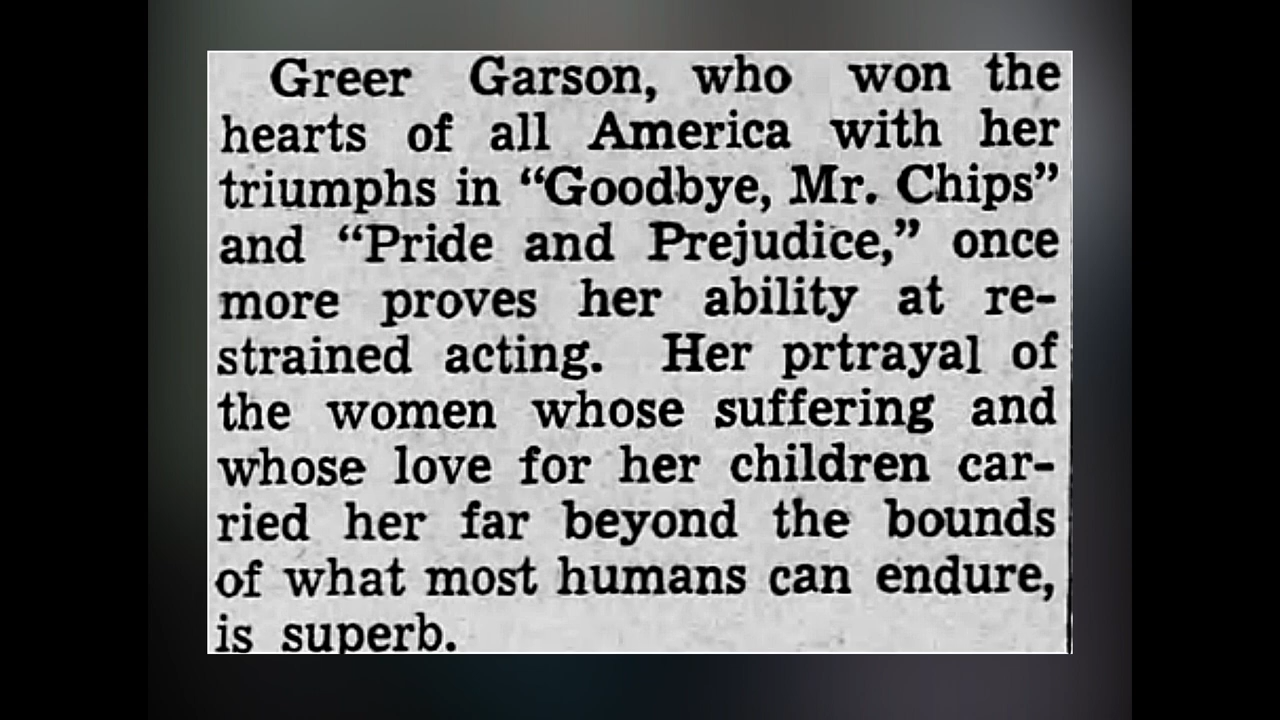 Greer Garson, who won the
hearts of all America with her
triumphs in “Goodbye, Mr. Chips”
and “Pride and Prejudice,” once
more proves her ability at re-
strained acting. Her prtrayal of
the women whose suffering and
whose love for her children car-
ried her far beyond the bounds
of what most humans can endure,
is superb.